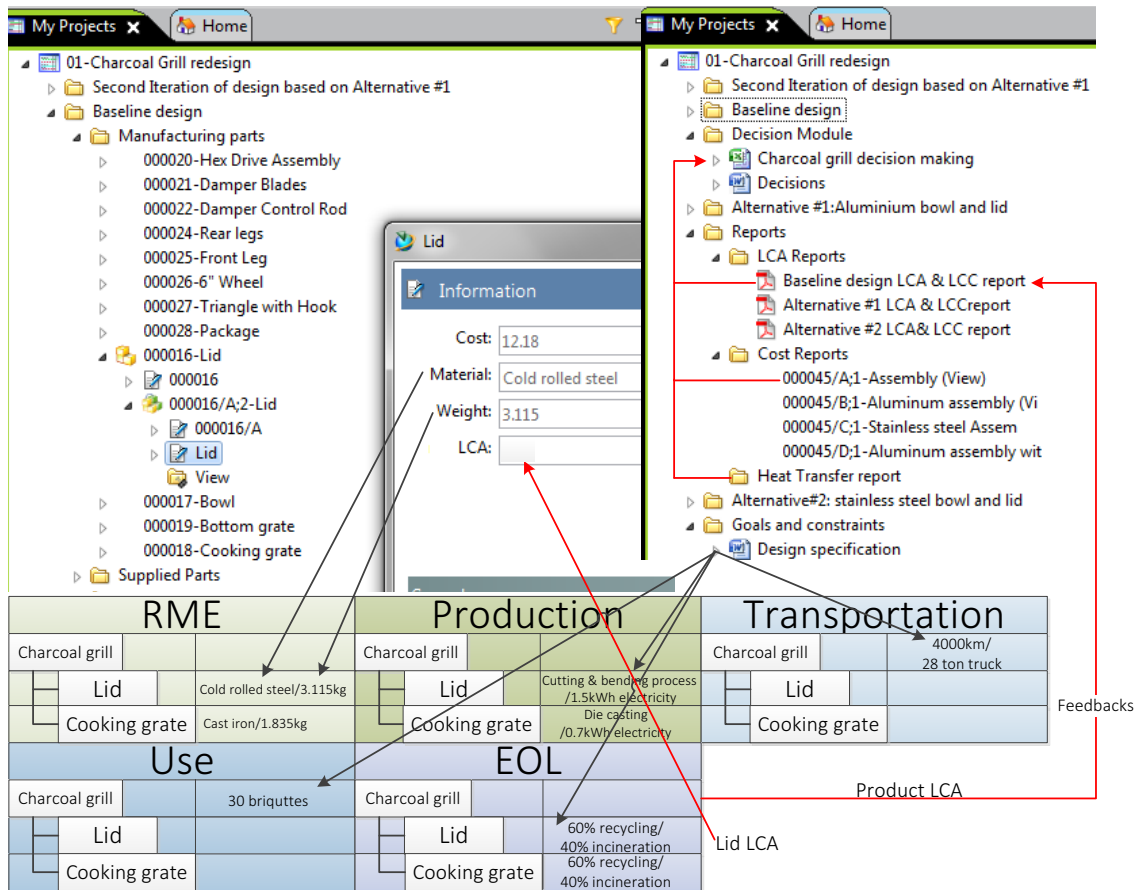 My Projects
Home
01-Charcoal Grill redesign
Second Iteration of design based on Alternative #1
Baseline design
Manufacturing parts
000020-Hex Drive Assembly
000021-Damper Blades
000022-Damper Control Rod
000024-Rear legs
000025-Front Leg
000026-6" Wheel
000027-Triangle with Hook
000028-Package
000016-Lid
000016
000016/A;2-Lid
000016/A
Lid
View
000017-Bowl
000019-Bottom grate
000018-Cooking grate
Supplied Parts
Lid
Information
Cost: 12.18
Material: Cold rolled steel
Weight: 3.115
LCA:
My Projects
Home
01-Charcoal Grill redesign
Second Iteration of design based on Alternative #1
Baseline design
Decision Module
Charcoal grill decision making
Decisions
Alternative #1:Aluminium bowl and lid
Reports
LCA Reports
Baseline design LCA & LCC report
Alternative #1 LCA & LCCreport
Alternative #2 LCA& LCC report
Cost Reports
000045/A;1-Assembly (View)
000045/B;1-Aluminum assembly (Vi
000045/C;1-Stainless steel Assem
000045/D;1-Aluminum assembly wit
Heat Transfer report
Alternative#2: stainless steel bowl and lid
Goals and constraints
Design specification
RME
Charcoal grill
Lid
Cold rolled steel/3.115kg
Cooking grate
Cast iron/1.835kg
Production
Charcoal grill
Lid
Cutting & bending process
/1.5kWh electricity
Cooking grate
Die casting
/0.7kWh electricity
Transportation
Charcoal grill
4000km/
28 ton truck
Lid
Cooking grate
Feedbacks
Use
Charcoal grill
30 briquttes
Lid
Cooking grate
EOL
Charcoal grill
Lid
60% recycling/
40% incineration
Cooking grate
60% recycling/
40% incineration
Product LCA
Lid LCA